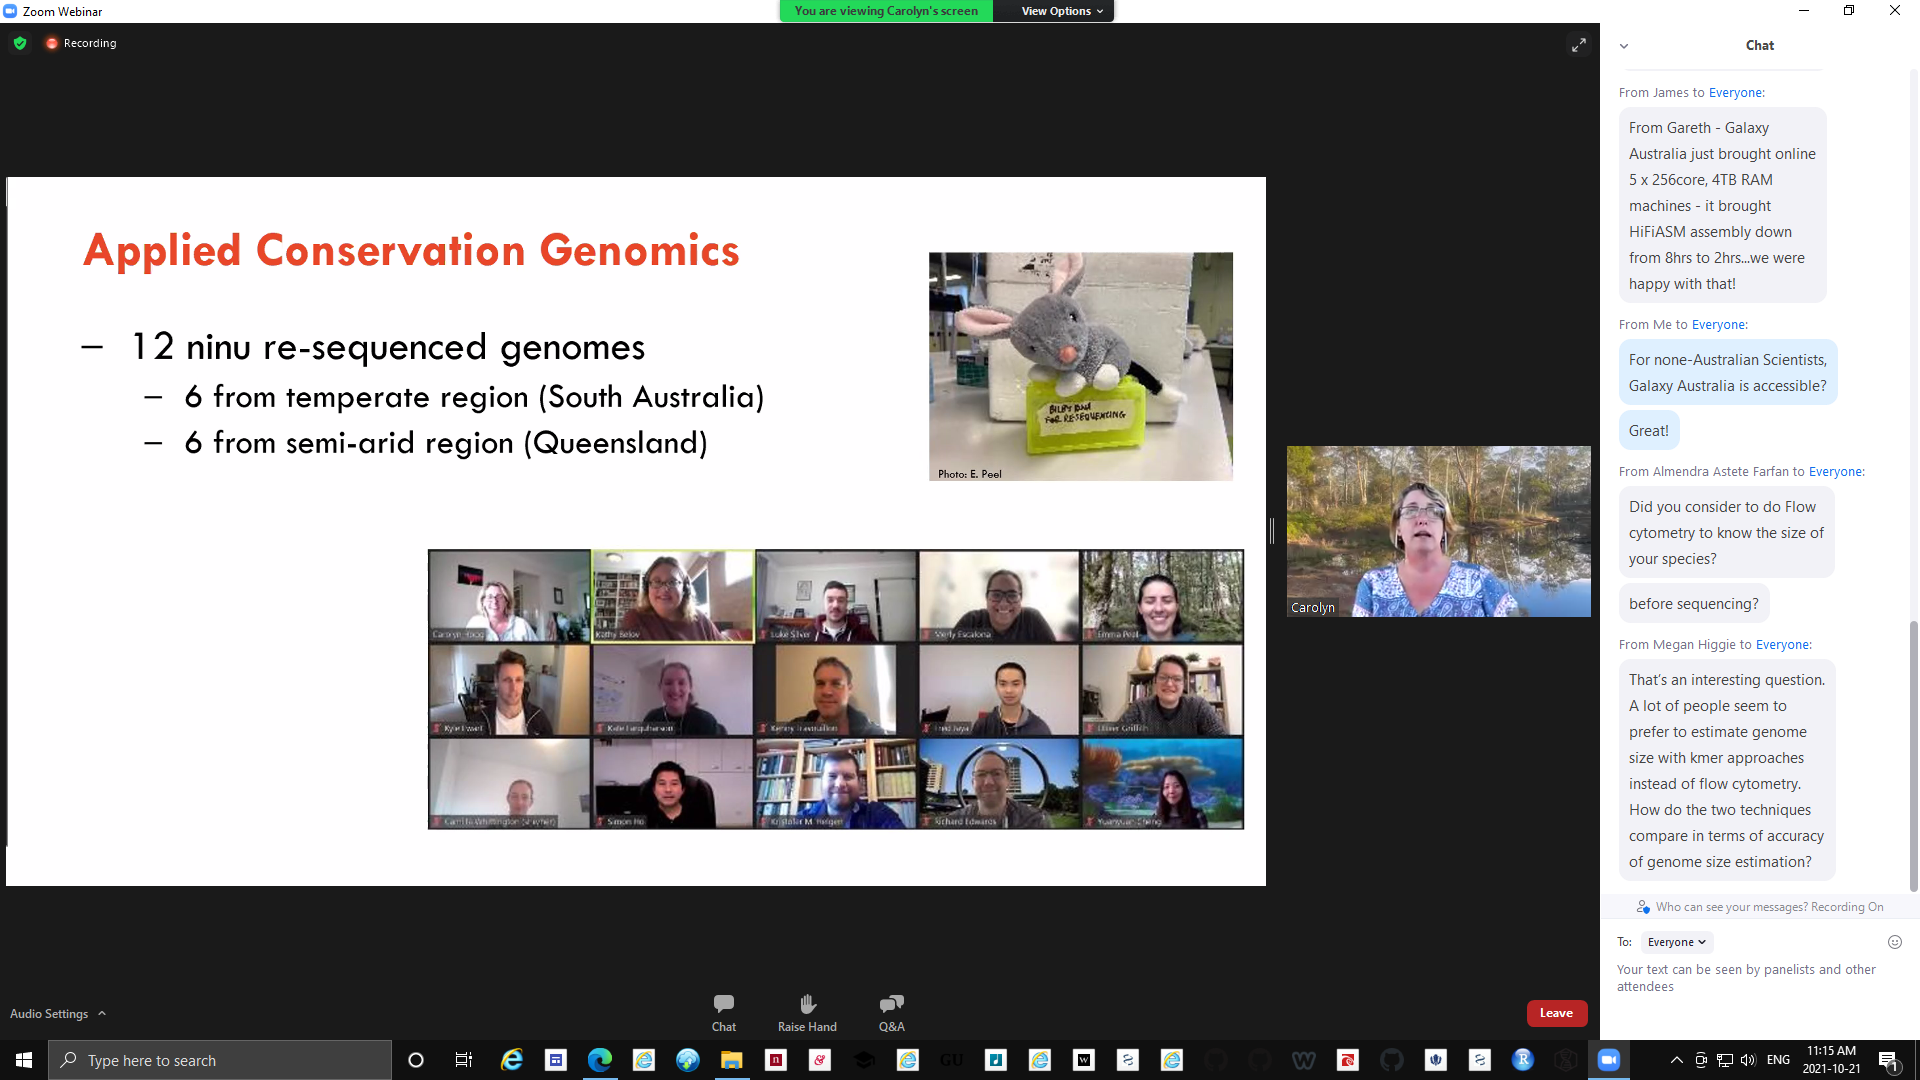 Zoom Webinar
You are viewing Carolyn's screen
View Options
Recording
Applied Conservation Genomics
– 12 ninu re-sequenced genomes
– 6 from temperate region (South Australia)
– 6 from semi-arid region (Queensland)
BILBY DNA
FOR RE-SEQUENCING
Photo: E. Peel
Carolyn Hogg
Kathy Belov
Luke Silver
Merly Escalona
Emma Peel
Kyle Ewart
Kate Farquharson
Kenny Travouillon
Fred Jaya
Oliver Griffith
Camilla Whittington (she/her)
Simon Ho
Kristofer M. Helgen
Richard Edwards
Yuanyuan Cheng
Carolyn
Chat
From James to Everyone:
From Gareth - Galaxy
Australia just brought online
5 x 256core, 4TB RAM
machines - it brought
HiFiASM assembly down
from 8hrs to 2hrs...we were
happy with that!
From Me to Everyone:
For none-Australian Scientists,
Galaxy Australia is accessible?
Great!
From Almendra Astete Farfan to Everyone:
Did you consider to do Flow
cytometry to know the size of
your species?
before sequencing?
From Megan Higgie to Everyone:
That's an interesting question.
A lot of people seem to
prefer to estimate genome
size with kmer approaches
instead of flow cytometry.
How do the two techniques
compare in terms of accuracy
of genome size estimation?
Who can see your messages? Recording On
To: Everyone
Your text can be seen by panelists and other
attendees
Audio Settings
Chat
Raise Hand
Q&A
Leave
Type here to search
GU
ENG
11:15 AM
2021-10-21
1